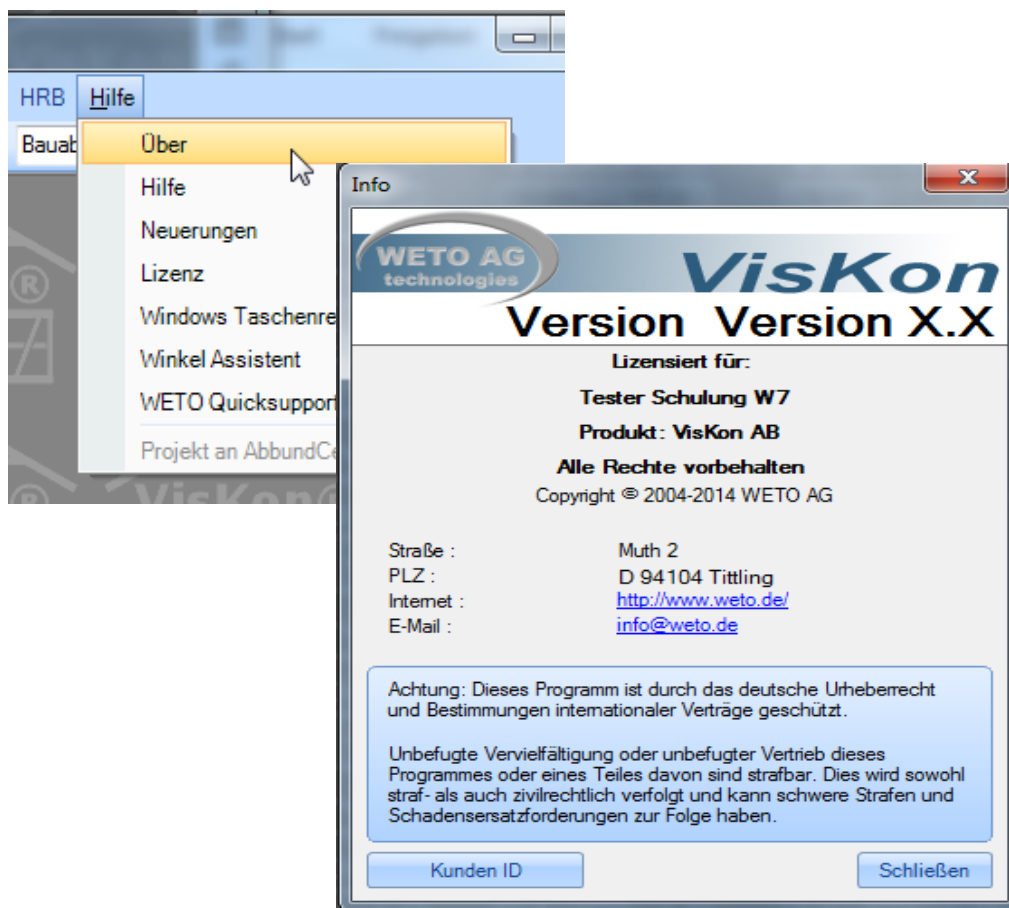 HRB Hilfe
Bauab
Über
Hilfe
Neuerungen
Lizenz
Windows Taschenre
Winkel Assistent
WETO Quicksupport
Projekt an AbbundCe
VisKon®
Info
WETO AG
technologies
VisKon
Version Version X.X
Lizensiert für:
Tester Schulung W7
Produkt: VisKon AB
Alle Rechte vorbehalten
Copyright © 2004-2014 WETO AG
Straße : Muth 2
PLZ : D 94104 Tittling
Internet : http://www.weto.de/
E-Mail : info@weto.de
Achtung: Dieses Programm ist durch das deutsche Urheberrecht
und Bestimmungen internationaler Verträge geschützt.
Unbefugte Vervielfältigung oder unbefugter Vertrieb dieses
Programmes oder eines Teiles davon sind strafbar. Dies wird sowohl
straf- als auch zivilrechtlich verfolgt und kann schwere Strafen und
Schadensersatzforderungen zur Folge haben.
Kunden ID
Schließen